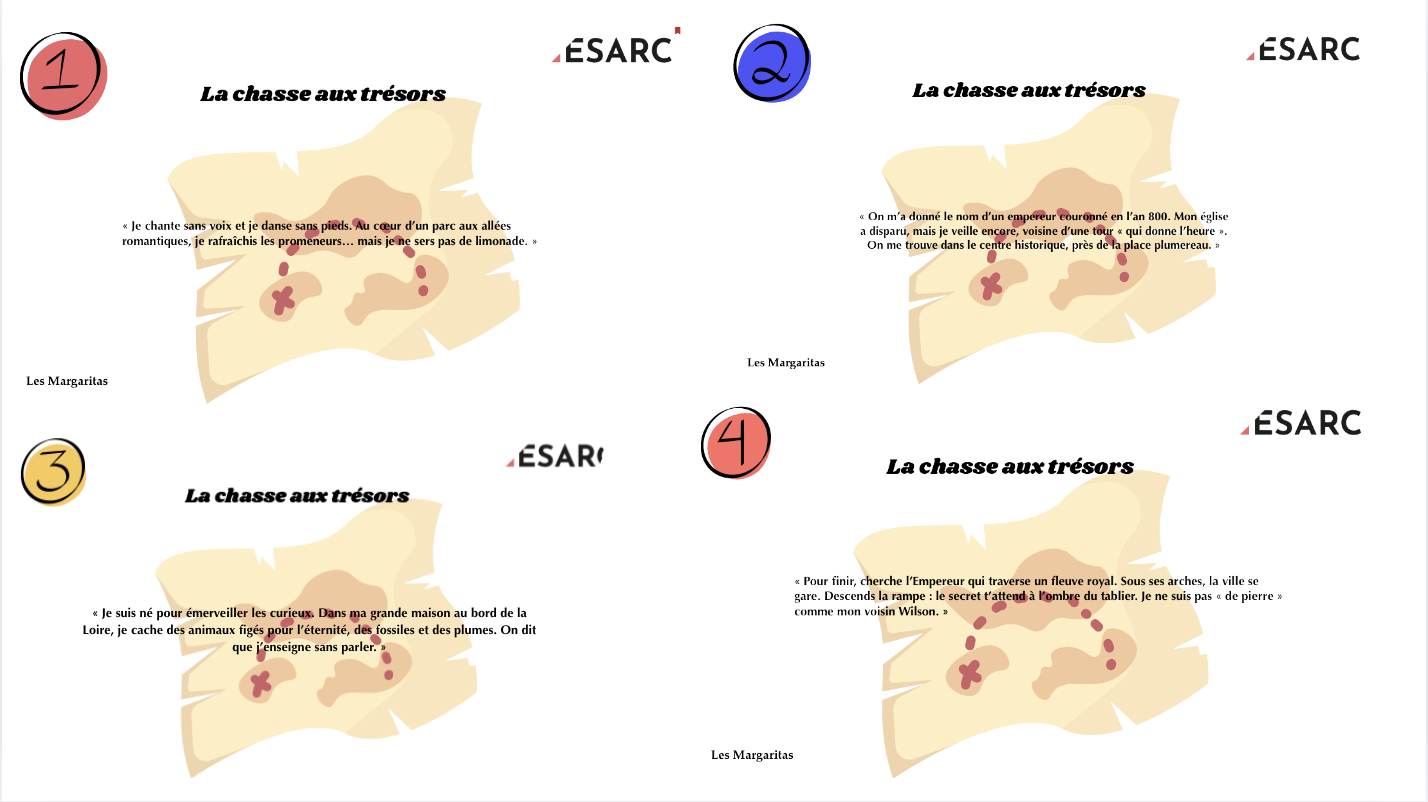 1
ESARC
La chasse aux trésors
« Je chante sans voix et je danse sans pieds. Au cœur d'un parc aux allées
romantiques, je rafraîchis les promeneurs… mais je ne sers pas de limonade. »
Les Margaritas
2
ESARC
La chasse aux trésors
« On m'a donné le nom d'un empereur couronné en l'an 800. Mon église
a disparu, mais je veille encore, voisine d'une tour « qui donne l'heure ».
On me trouve dans le centre historique, près de la place plumereau. »
Les Margaritas
3
ESAR
La chasse aux trésors
« Je suis né pour émerveiller les curieux. Dans ma grande maison au bord de la
Loire, je cache des animaux figés pour l'éternité, des fossiles et des plumes. On dit
que j'enseigne sans parler. »
4
ESARC
La chasse aux trésors
« Pour finir, cherche l'Empereur qui traverse un fleuve royal. Sous ses arches, la ville se
gare. Descends la rampe : le secret t'attend à l'ombre du tablier. Je ne suis pas « de pierre »
comme mon voisin Wilson. »
Les Margaritas